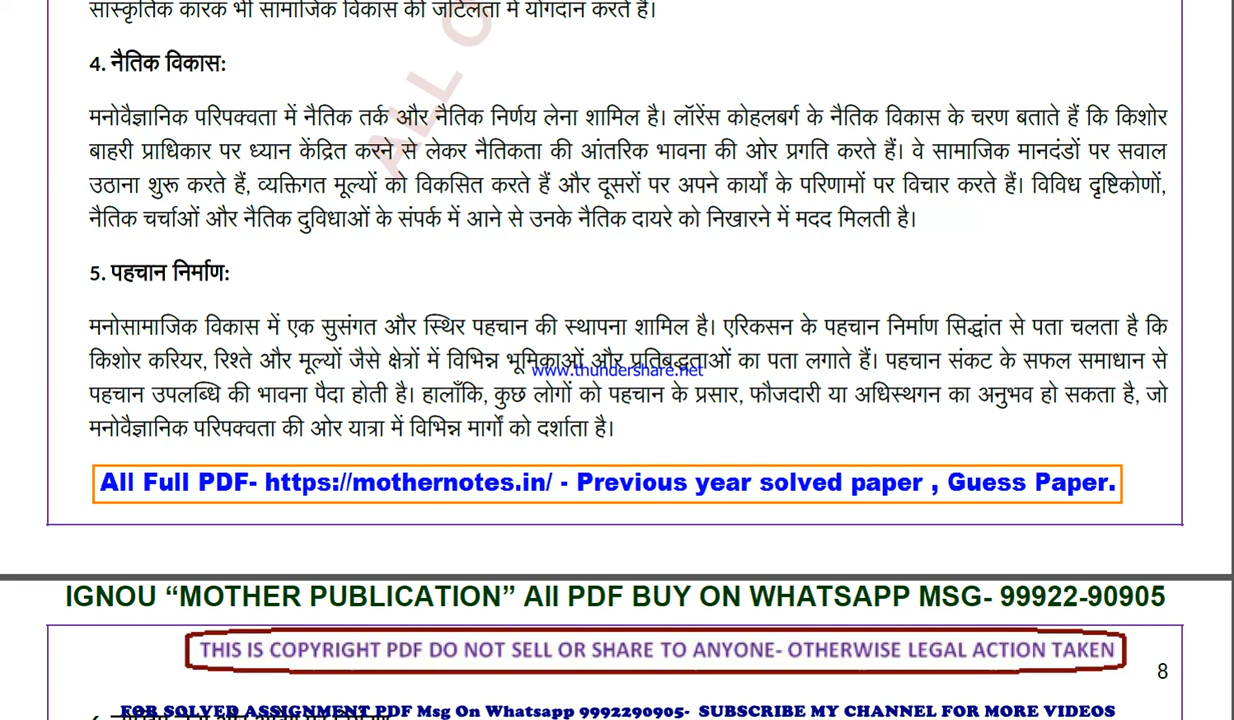 सांस्कृतिक कारक भी सामाजिक विकास की जटिलता में योगदान करते हैं।
ALL O
4. नैतिक विकास:
मनोवैज्ञानिक परिपक्वता में नैतिक तर्क और नैतिक निर्णय लेना शामिल है। लॉरेंस कोहलबर्ग के नैतिक विकास के चरण बताते हैं कि किशोर
बाहरी प्राधिकार पर ध्यान केंद्रित करने से लेकर नैतिकता की आंतरिक भावना की ओर प्रगति करते हैं। वे सामाजिक मानदंडों पर सवाल
उठाना शुरू करते हैं, व्यक्तिगत मूल्यों को विकसित करते हैं और दूसरों पर अपने कार्यों के परिणामों पर विचार करते हैं। विविध दृष्टिकोणों,
नैतिक चर्चाओं और नैतिक दुविधाओं के संपर्क में आने से उनके नैतिक दायरे को निखारने में मदद मिलती है।
5. पहचान निर्माण:
मनोसामाजिक विकास में एक सुसंगत और स्थिर पहचान की स्थापना शामिल है। एरिकसन के पहचान निर्माण सिद्धांत से पता चलता है कि
किशोर करियर, रिश्ते और मूल्यों जैसे क्षेत्रों में विभिन्न भूमिकाओं और प्रतिबद्धताओं का पता लगाते हैं। पहचान संकट के सफल समाधान से
www.thundershare.net
पहचान उपलब्धि की भावना पैदा होती है। हालाँकि, कुछ लोगों को पहचान के प्रसार, फौजदारी या अधिस्थगन का अनुभव हो सकता है, जो
मनोवैज्ञानिक परिपक्वता की ओर यात्रा में विभिन्न मार्गों को दर्शाता है।
All Full PDF- https://mothernotes.in/ - Previous year solved paper , Guess Paper.
IGNOU “MOTHER PUBLICATION” All PDF BUY ON WHATSAPP MSG- 99922-90905
THIS IS COPYRIGHT PDF DO NOT SELL OR SHARE TO ANYONE- OTHERWISE LEGAL ACTION TAKEN
8
FOR SOLVED ASSIGNMENT PDF Msg On Whatsapp 9992290905- SUBSCRIBE MY CHANNEL FOR MORE VIDEOS